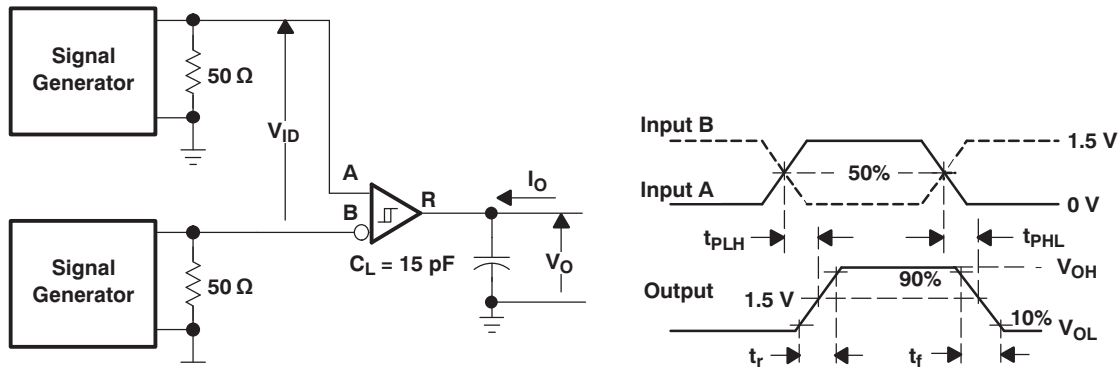 Signal
Generator
50 Ω
V_ID
A
B
R
I_O
C_L = 15 pF
V_O
Signal
Generator
50 Ω
Input B
1.5 V
50%
Input A
0 V
t_PLH
t_PHL
V_OH
90%
Output
1.5 V
10%
V_OL
t_r
t_f